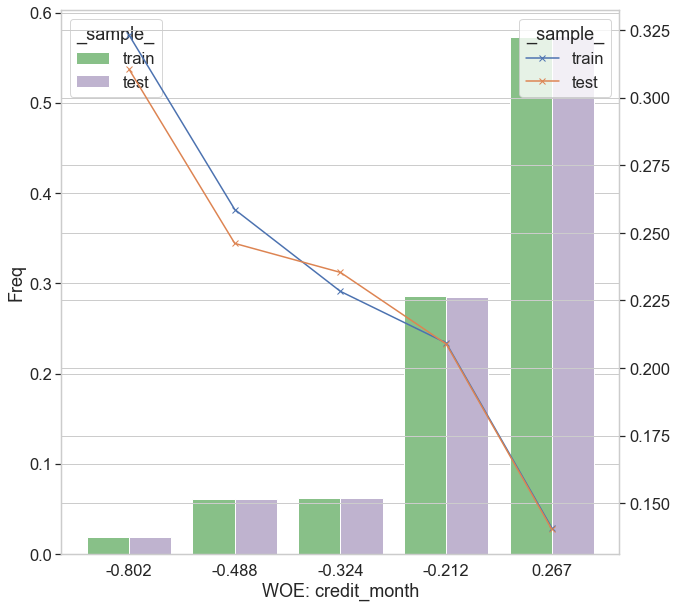 _sample_
train
test
_sample_
train
test
0.6
0.5
0.4
0.3
0.2
0.1
0.0
Freq
0.325
0.300
0.275
0.250
0.225
0.200
0.175
0.150
-0.802
-0.488
-0.324
-0.212
0.267
WOE: credit_month